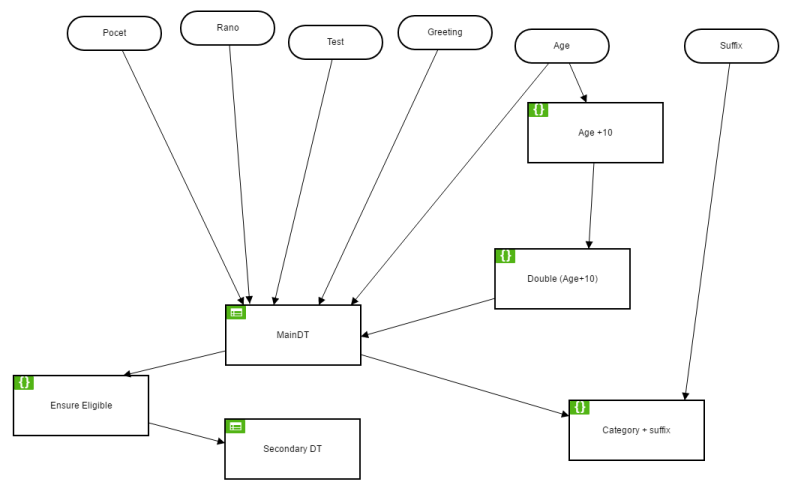 Pocet
Rano
Test
Greeting
Age
Suffix
{}
Age +10
{}
Double (Age+10)
MainDT
{}
Ensure Eligible
{}
Category + suffix
Secondary DT